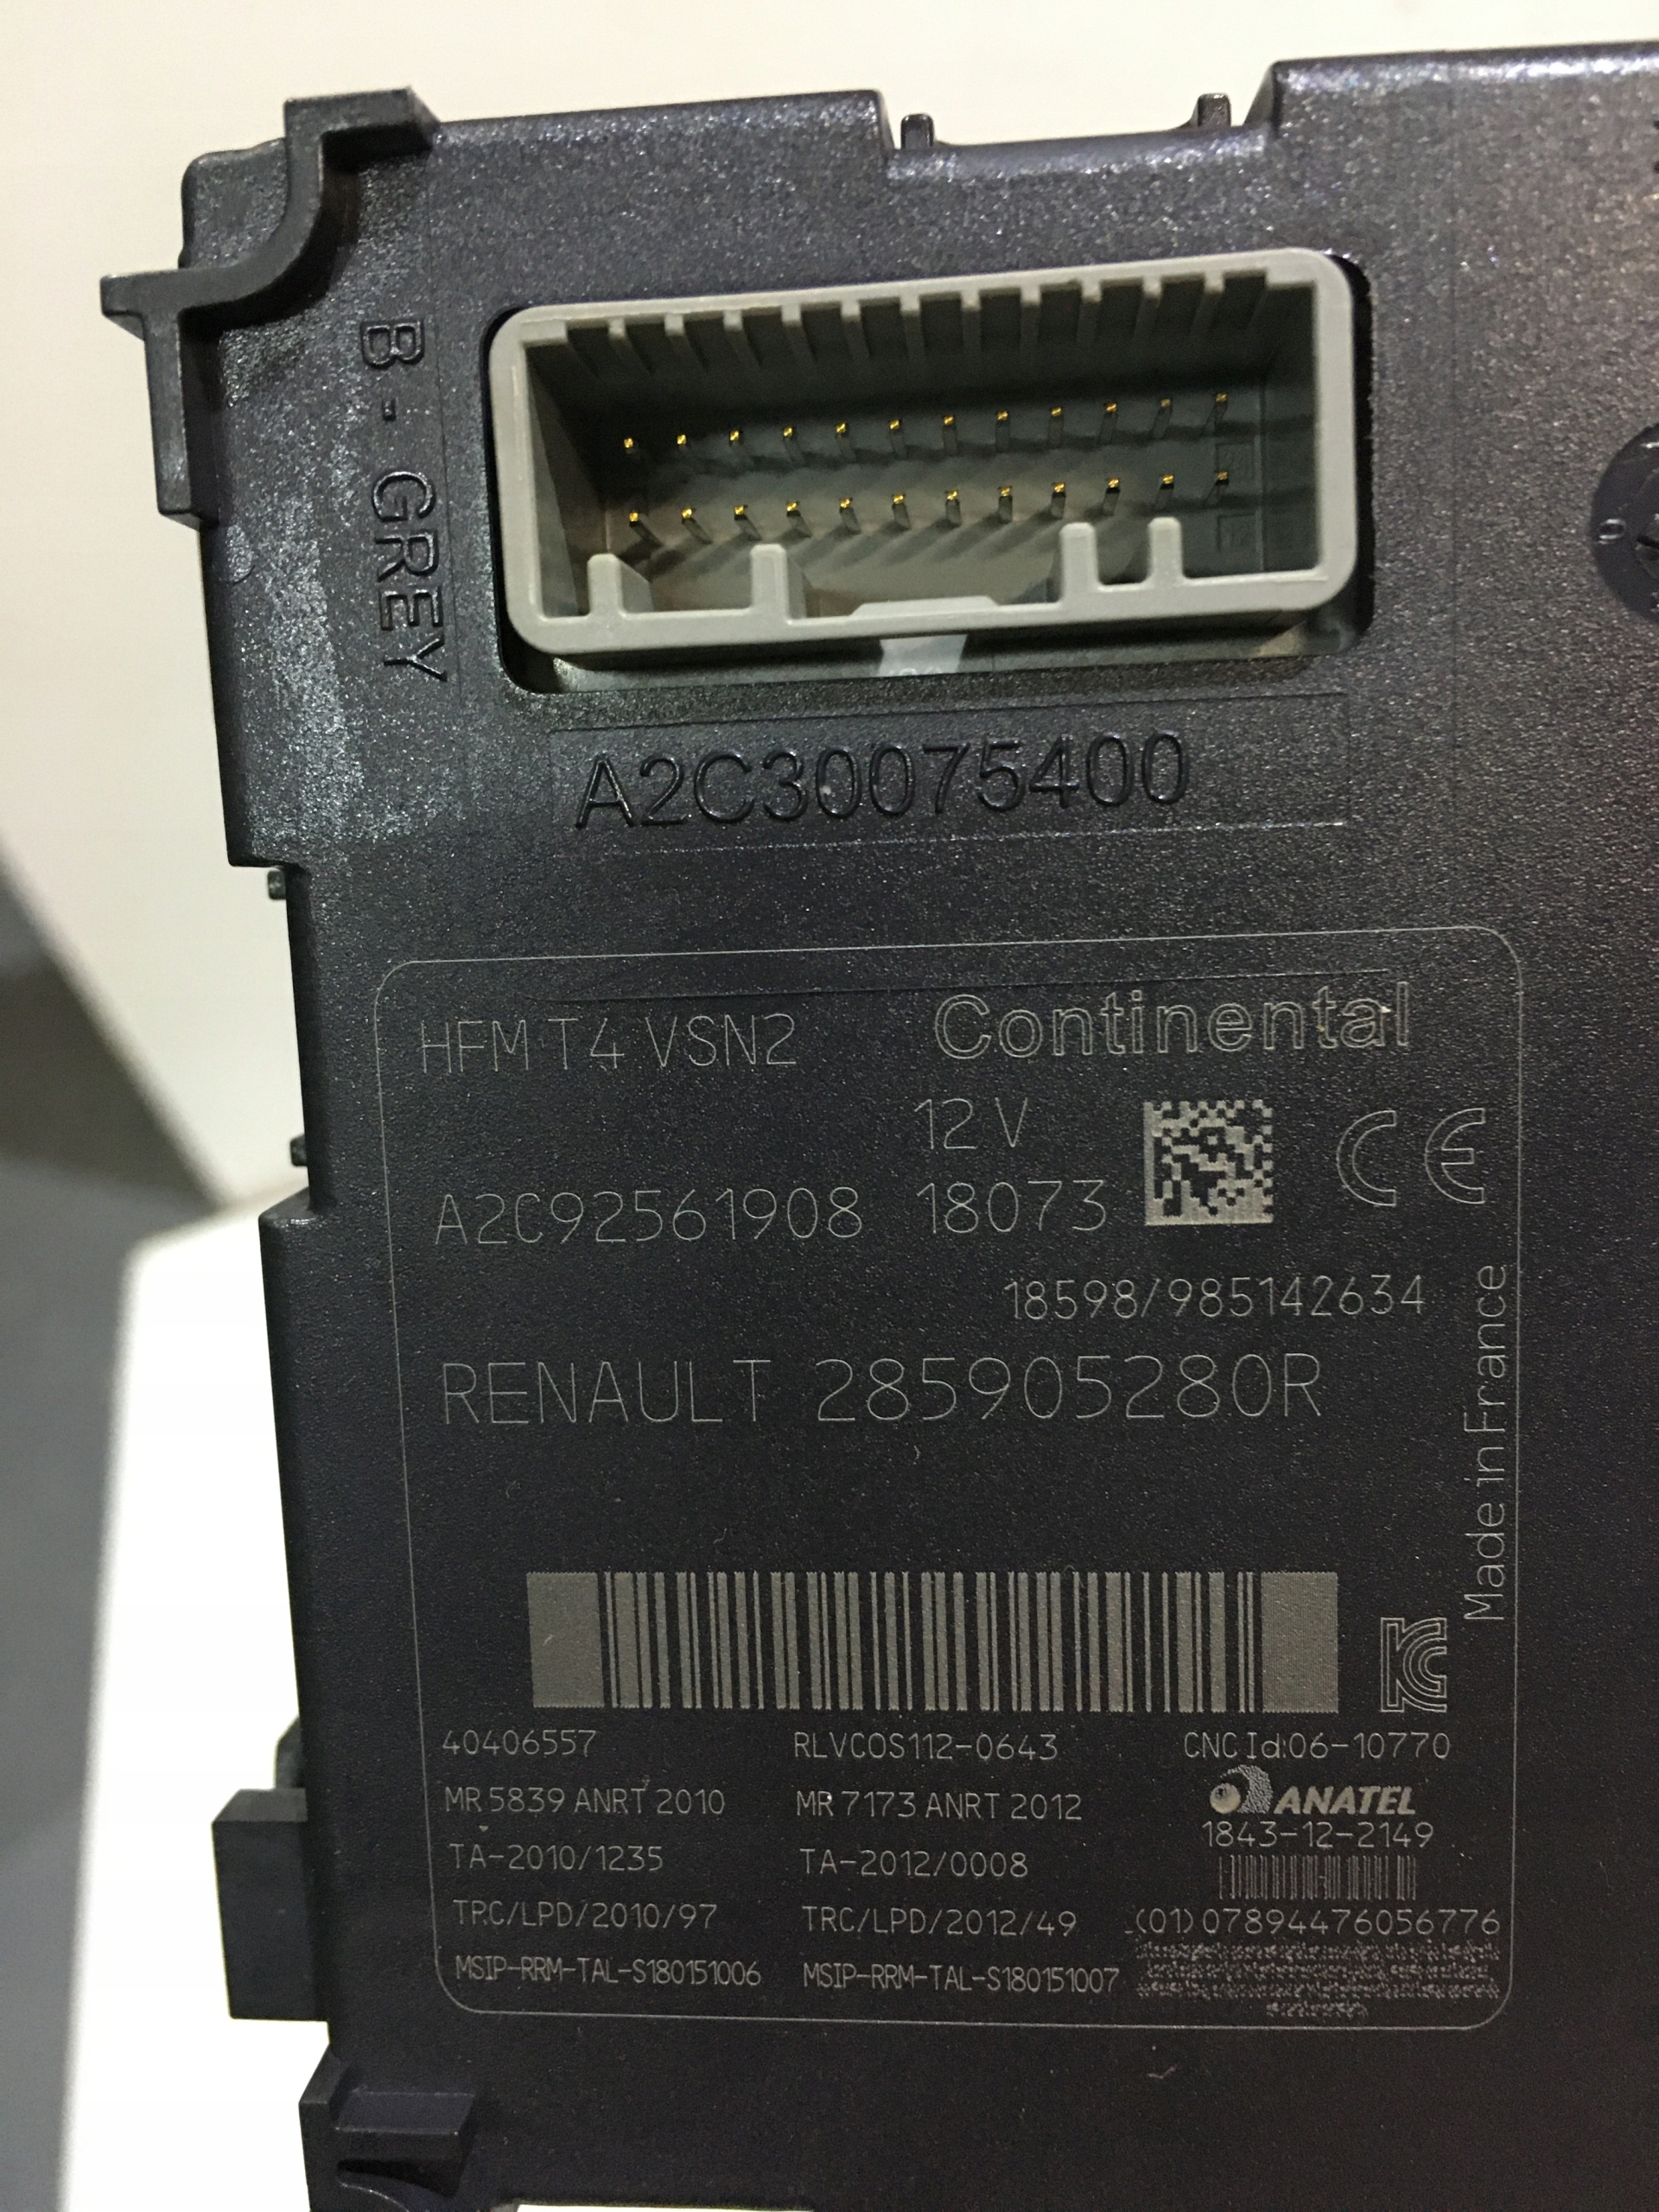 B - GREY
A2C30075400
HFM T4 VSN2 Continental
12 V
CE
A2C92561908 18073
18598/985142634
RENAULT 285905280R
Made in France
KC
40406557 RLVCOS112-0643 CNC Id:06-10770
MR 5839 ANRT 2010 MR 7173 ANRT 2012 ANATEL
1843-12-2149
TA-2010/1235 TA-2012/0008
TRC/LPD/2010/97 TRC/LPD/2012/49 (01)07894476056776
MSIP-RRM-TAL-S180151006 MSIP-RRM-TAL-S180151007